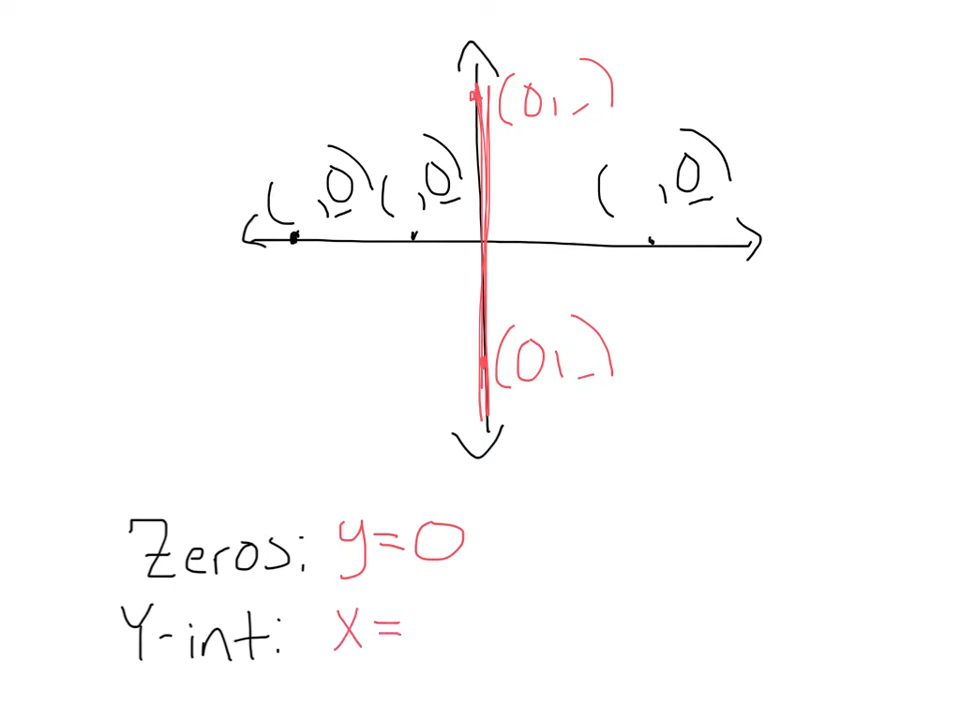 (0, _)
( , 0) ( , 0) ( , 0)
(0, _)
Zeros: y=0
Y-int: x=